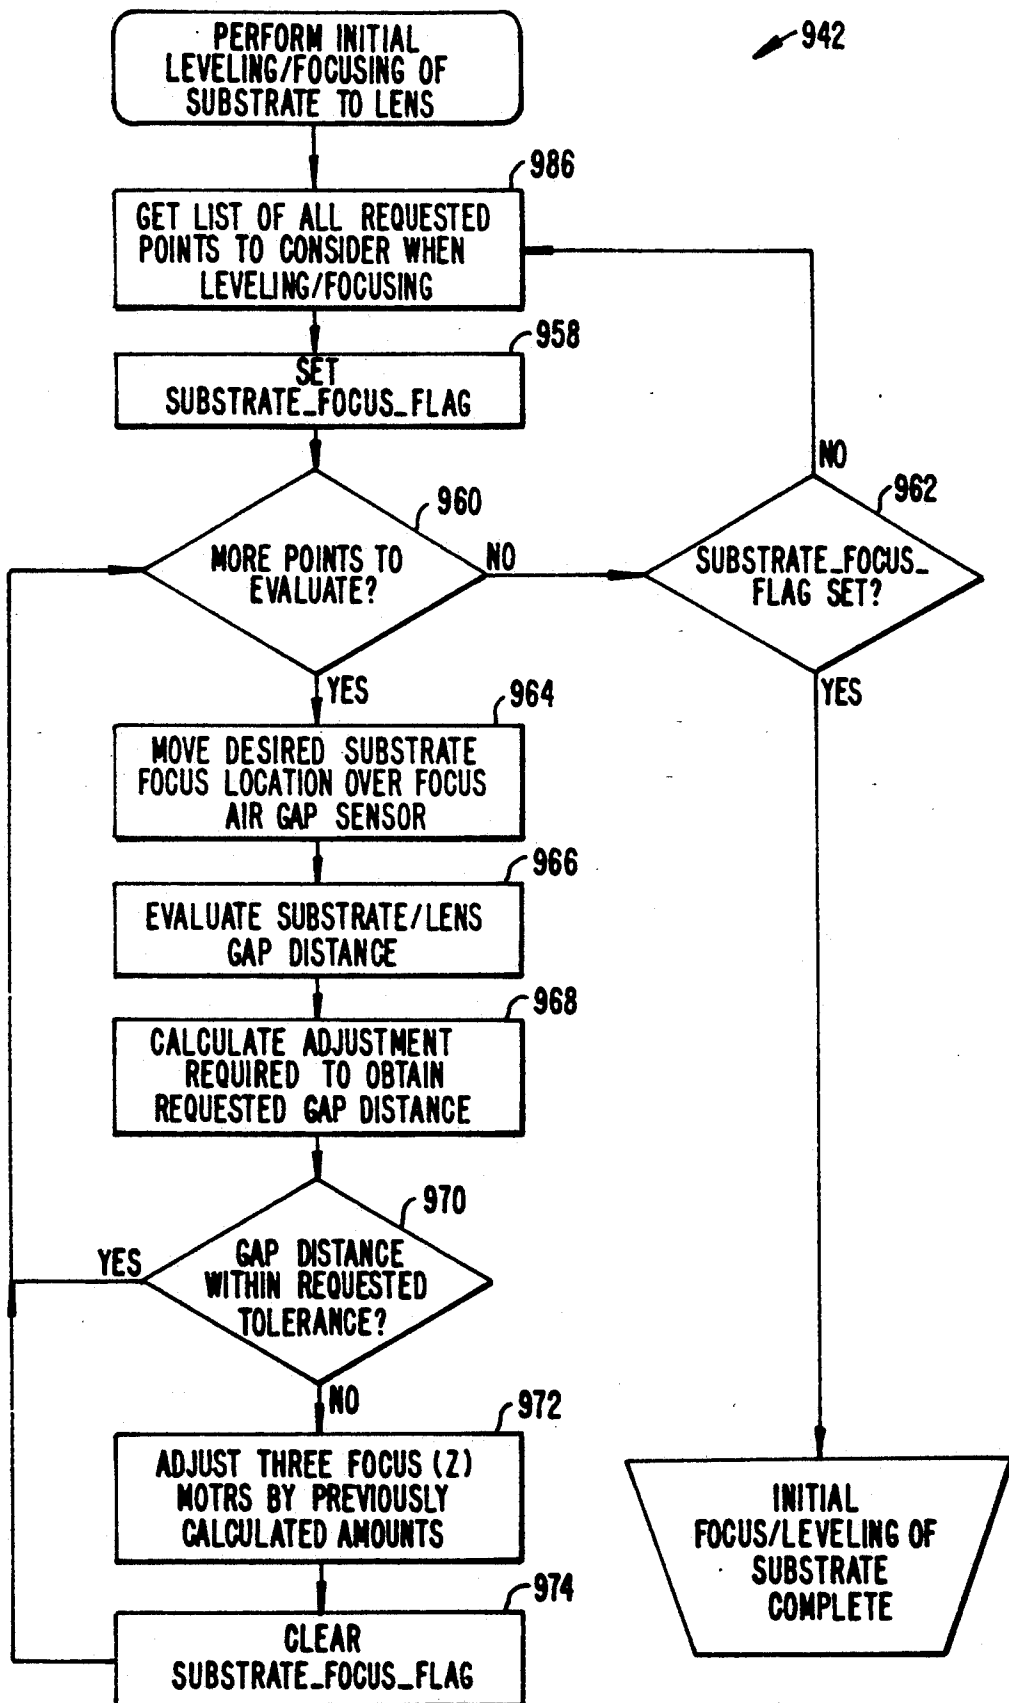 PERFORM INITIAL
LEVELING/FOCUSING OF
SUBSTRATE TO LENS
942
986
GET LIST OF ALL REQUESTED
POINTS TO CONSIDER WHEN
LEVELING/FOCUSING
958
SET
SUBSTRATE_FOCUS_FLAG
960
MORE POINTS TO
EVALUATE?
NO
YES
NO
962
SUBSTRATE_FOCUS_
FLAG SET?
YES
964
MOVE DESIRED SUBSTRATE
FOCUS LOCATION OVER FOCUS
AIR GAP SENSOR
966
EVALUATE SUBSTRATE/LENS
GAP DISTANCE
968
CALCULATE ADJUSTMENT
REQUIRED TO OBTAIN
REQUESTED GAP DISTANCE
970
YES
GAP DISTANCE
WITHIN REQUESTED
TOLERANCE?
NO
972
ADJUST THREE FOCUS (Z)
MOTRS BY PREVIOUSLY
CALCULATED AMOUNTS
974
CLEAR
SUBSTRATE_FOCUS_FLAG
INITIAL
FOCUS/LEVELING OF
SUBSTRATE
COMPLETE